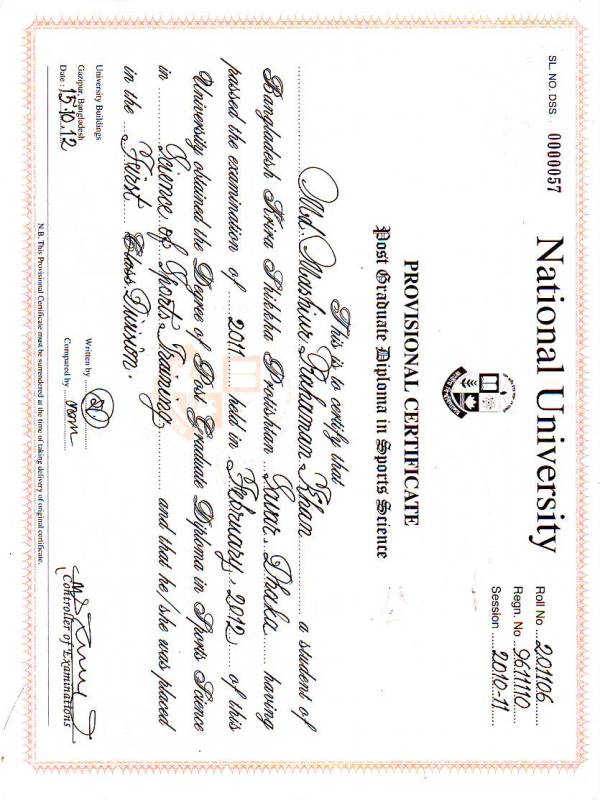 SL. NO. DSS 0000057
National University
Roll No ...201106......
Regn. No ..9611110....
Session ...2010-11......
PROVISIONAL CERTIFICATE
Post Graduate Diploma in Sports Science
This is to certify that
Md. Mashiur Rahaman Khan a student of
Bangladesh Krira Shikkha Protisthan Savar, Dhaka having
passed the examination of 2011 held in February, 2012 of this
University obtained the Degree of Post Graduate Diploma in Sports Science
in Science of Sports Training and that he/she was placed
in the First Class Division.
University Buildings
Gazipur, Bangladesh
Date : 15.10.12
Written by
Compared by
Controller of Examinations
N.B. This Provisional Certificate must be surrendered at the time of taking delivery of original certificate.